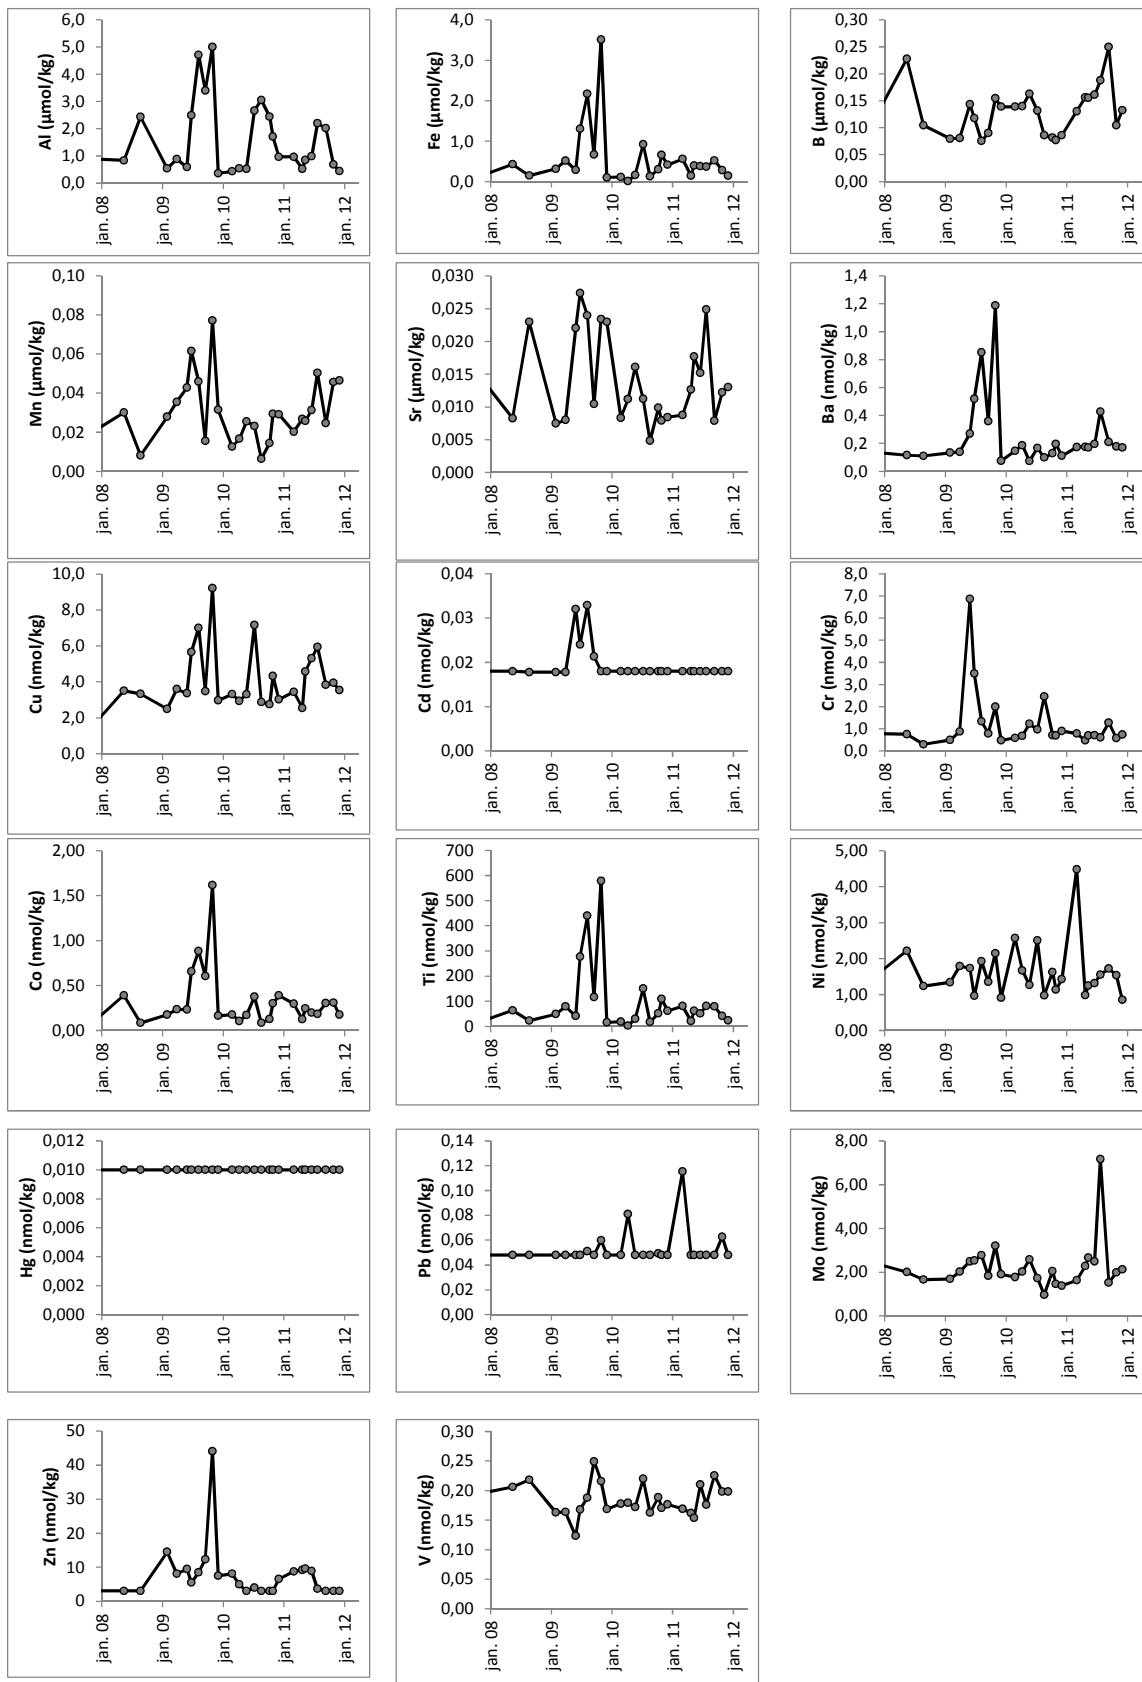 Al (µmol/kg)
6,0
5,0
4,0
3,0
2,0
1,0
0,0
jan. 08
jan. 09
jan. 10
jan. 11
jan. 12
Fe (µmol/kg)
4,0
3,0
2,0
1,0
0,0
jan. 08
jan. 09
jan. 10
jan. 11
jan. 12
B (µmol/kg)
0,30
0,25
0,20
0,15
0,10
0,05
0,00
jan. 08
jan. 09
jan. 10
jan. 11
jan. 12
Mn (µmol/kg)
0,10
0,08
0,06
0,04
0,02
0,00
jan. 08
jan. 09
jan. 10
jan. 11
jan. 12
Sr (µmol/kg)
0,030
0,025
0,020
0,015
0,010
0,005
0,000
jan. 08
jan. 09
jan. 10
jan. 11
jan. 12
Ba (nmol/kg)
1,4
1,2
1,0
0,8
0,6
0,4
0,2
0,0
jan. 08
jan. 09
jan. 10
jan. 11
jan. 12
Cu (nmol/kg)
10,0
8,0
6,0
4,0
2,0
0,0
jan. 08
jan. 09
jan. 10
jan. 11
jan. 12
Cd (nmol/kg)
0,04
0,03
0,02
0,01
0,00
jan. 08
jan. 09
jan. 10
jan. 11
jan. 12
Cr (nmol/kg)
8,0
7,0
6,0
5,0
4,0
3,0
2,0
1,0
0,0
jan. 08
jan. 09
jan. 10
jan. 11
jan. 12
Co (nmol/kg)
2,00
1,50
1,00
0,50
0,00
jan. 08
jan. 09
jan. 10
jan. 11
jan. 12
Ti (nmol/kg)
700
600
500
400
300
200
100
0
jan. 08
jan. 09
jan. 10
jan. 11
jan. 12
Ni (nmol/kg)
5,00
4,00
3,00
2,00
1,00
0,00
jan. 08
jan. 09
jan. 10
jan. 11
jan. 12
Hg (nmol/kg)
0,012
0,010
0,008
0,006
0,004
0,002
0,000
jan. 08
jan. 09
jan. 10
jan. 11
jan. 12
Pb (nmol/kg)
0,14
0,12
0,10
0,08
0,06
0,04
0,02
0,00
jan. 08
jan. 09
jan. 10
jan. 11
jan. 12
Mo (nmol/kg)
8,00
6,00
4,00
2,00
0,00
jan. 08
jan. 09
jan. 10
jan. 11
jan. 12
Zn (nmol/kg)
50
40
30
20
10
0
jan. 08
jan. 09
jan. 10
jan. 11
jan. 12
V (nmol/kg)
0,30
0,25
0,20
0,15
0,10
0,05
0,00
jan. 08
jan. 09
jan. 10
jan. 11
jan. 12